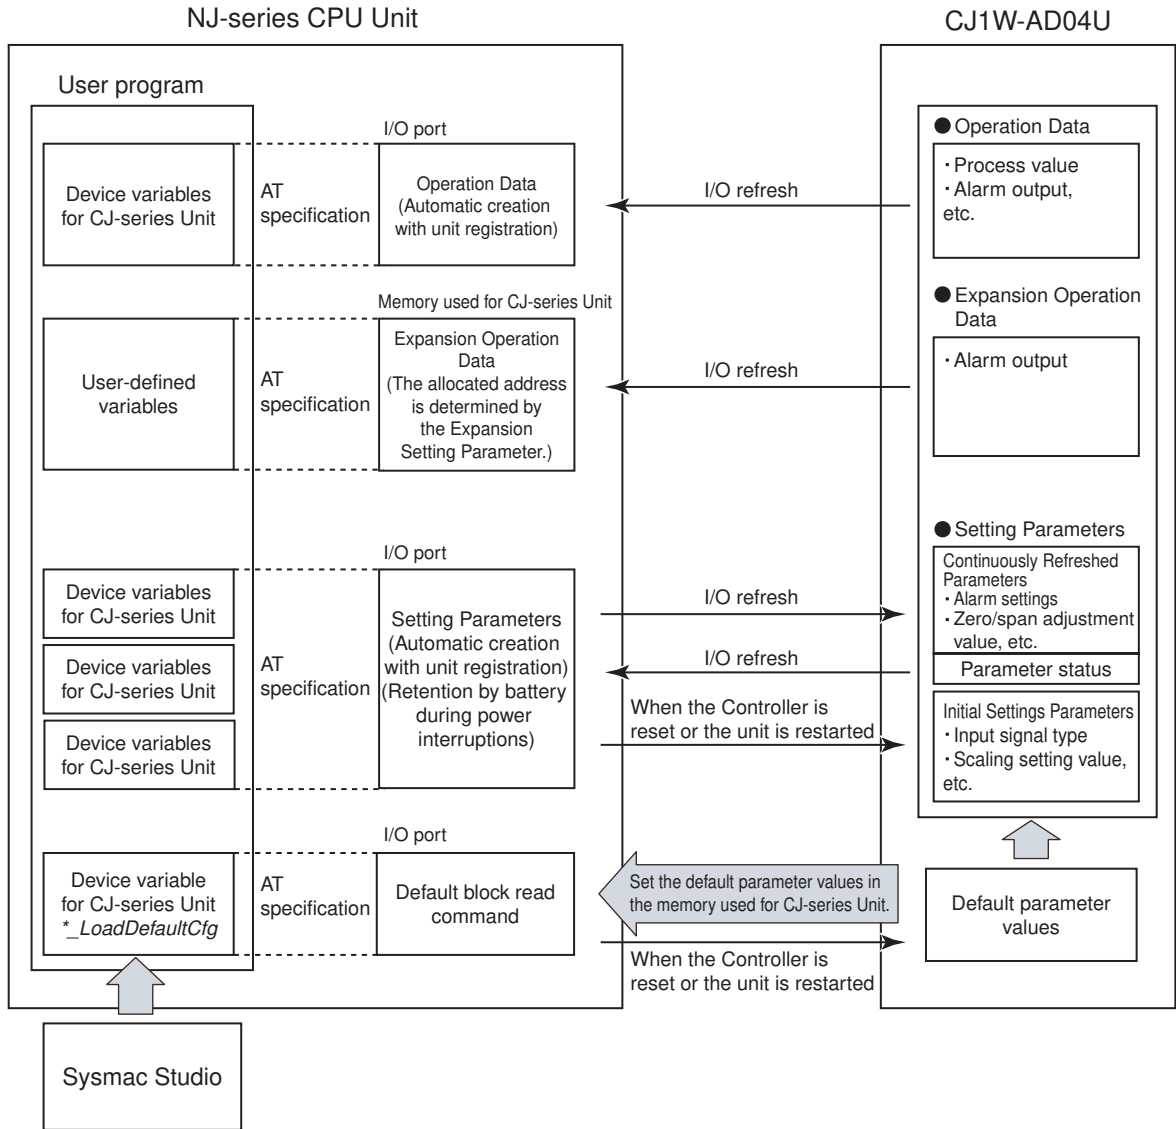 NJ-series CPU Unit
CJ1W-AD04U
User program
I/O port
Device variables
for CJ-series Unit
AT
specification
Operation Data
(Automatic creation
with unit registration)
I/O refresh
● Operation Data
・Process value
・Alarm output,
etc.
Memory used for CJ-series Unit
User-defined
variables
AT
specification
Expansion Operation
Data
(The allocated address
is determined by
the Expansion
Setting Parameter.)
I/O refresh
● Expansion Operation
Data
・Alarm output
I/O port
Device variables
for CJ-series Unit
Device variables
for CJ-series Unit
Device variables
for CJ-series Unit
AT
specification
Setting Parameters
(Automatic creation
with unit registration)
(Retention by battery
during power
interruptions)
I/O refresh
I/O refresh
When the Controller is
reset or the unit is restarted
● Setting Parameters
Continuously Refreshed
Parameters
・Alarm settings
・Zero/span adjustment
value, etc.
Parameter status
Initial Settings Parameters
・Input signal type
・Scaling setting value,
etc.
I/O port
Device variable
for CJ-series Unit
*_LoadDefaultCfg
AT
specification
Default block read
command
Set the default parameter values in
the memory used for CJ-series Unit.
When the Controller is
reset or the unit is restarted
Default parameter
values
Sysmac Studio